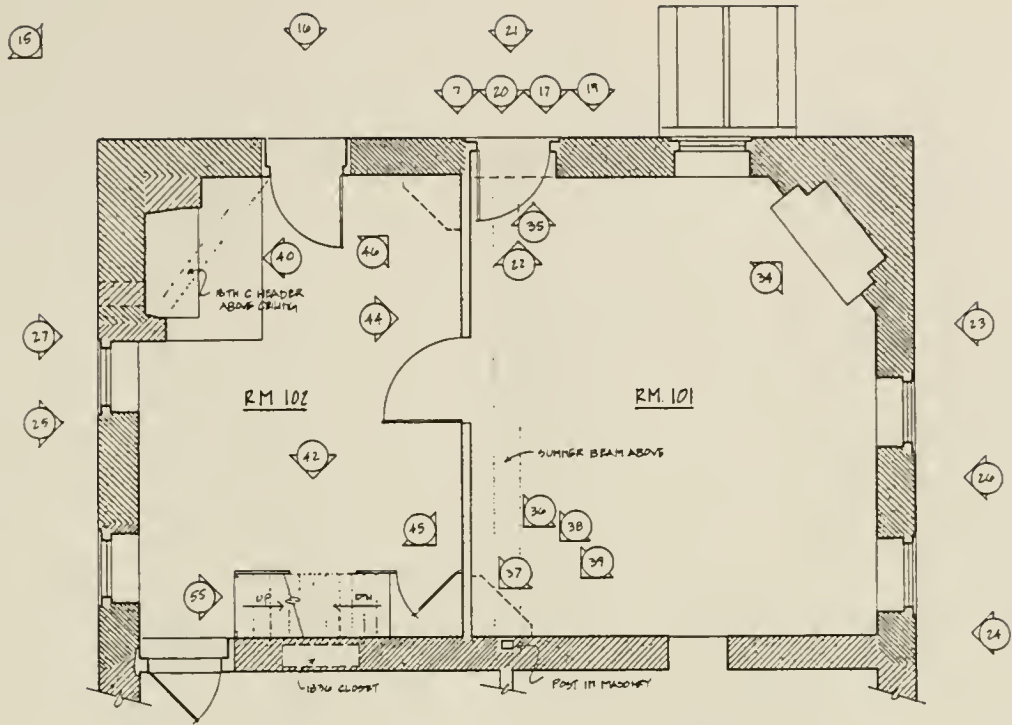 15
16
21
7
20
17
19
35
40
46
22
34
18TH C HEADER
ABOVE CEILING
44
27
23
RM 102
RM. 101
25
42
SUMMER BEAM ABOVE
26
36
45
38
39
37
55
UP
DN
24
1836 CLOSET
POST IN MASONRY